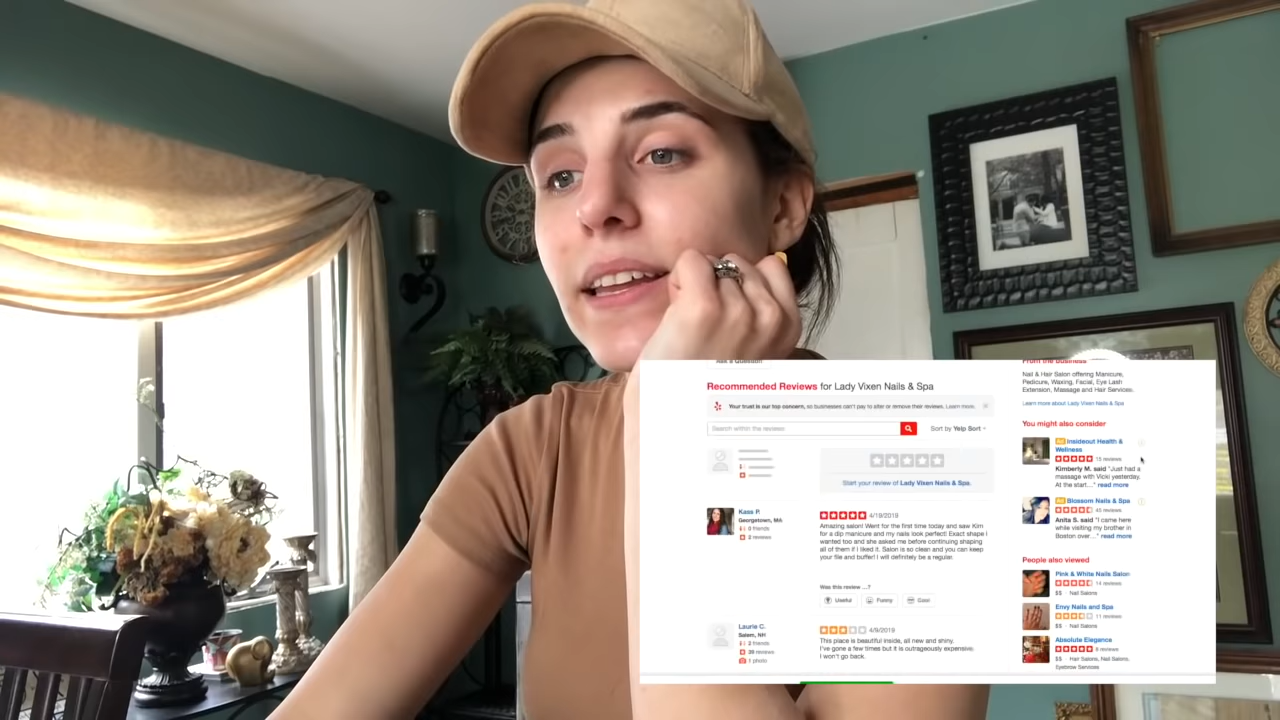 Ask a Question
Recommended Reviews for Lady Vixen Nails & Spa
Your trust is our top concern, so businesses can't pay to alter or remove their reviews. Learn more.
Search within the reviews
Sort by Yelp Sort
Start your review of Lady Vixen Nails & Spa.
Kass P.
Georgetown, MA
0 friends
2 reviews
4/19/2019
Amazing salon! Went for the first time today and saw Kim
for a dip manicure and my nails look perfect! Exact shape I
wanted too and she asked me before continuing shaping
all of them if I liked it. Salon is so clean and you can keep
your file and buffer! I will definitely be a regular.
Was this review ...?
Useful
Funny
Cool
Laurie C.
Salem, NH
2 friends
39 reviews
1 photo
4/9/2019
This place is beautiful inside, all new and shiny.
I've gone a few times but it is outrageously expensive.
I won't go back.
From the business
Nail & Hair Salon offering Manicure,
Pedicure, Waxing, Facial, Eye Lash
Extension, Massage and Hair Services.
Learn more about Lady Vixen Nails & Spa
You might also consider
Ad Insideout Health &
Wellness
15 reviews
Kimberly M. said "Just had a
massage with Vicki yesterday.
At the start..." read more
Ad Blossom Nails & Spa
45 reviews
Anita S. said "I came here
while visiting my brother in
Boston over..." read more
People also viewed
Pink & White Nails Salon
14 reviews
$$ · Nail Salons
Envy Nails and Spa
11 reviews
$$ · Nail Salons
Absolute Elegance
8 reviews
$$ · Hair Salons, Nail Salons,
Eyebrow Services